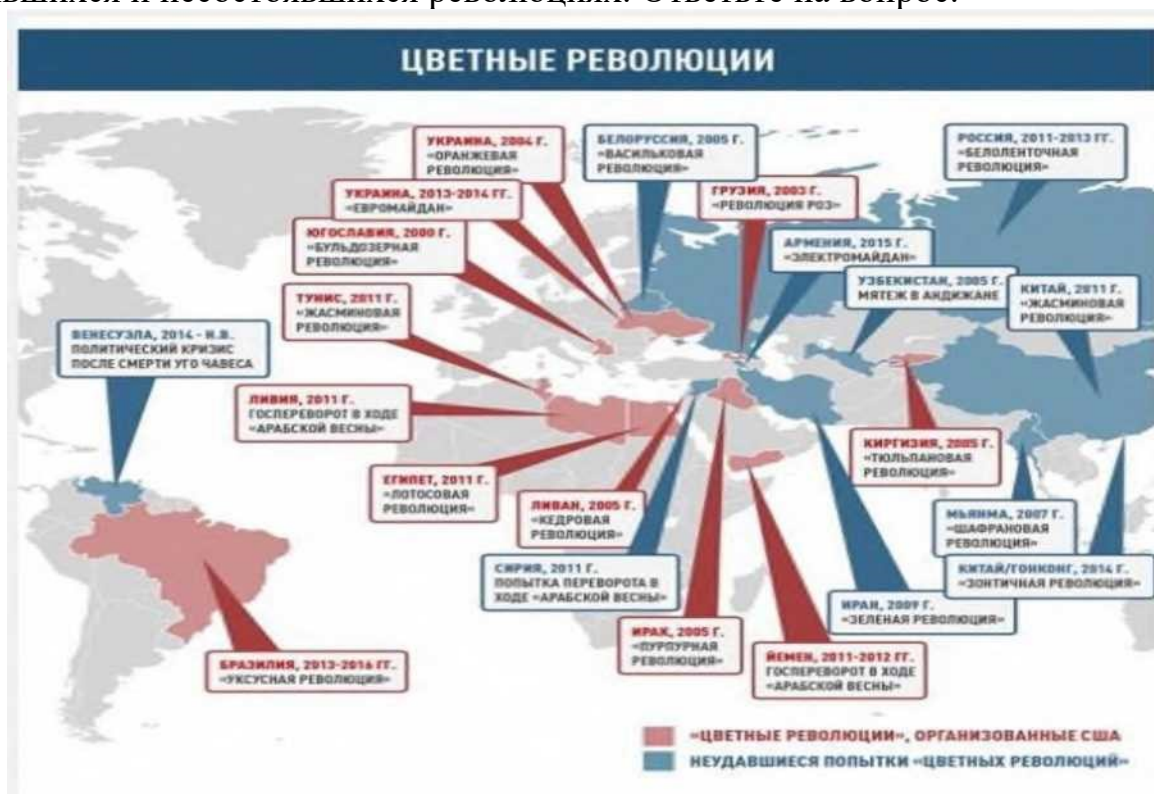 и несостоявшихся революциях. Ответьте на вопрос.
ЦВЕТНЫЕ РЕВОЛЮЦИИ
УКРАИНА, 2004 Г.
«ОРАНЖЕВАЯ
РЕВОЛЮЦИЯ»
БЕЛОРУССИЯ, 2005 Г.
«ВАСИЛЬКОВАЯ
РЕВОЛЮЦИЯ»
РОССИЯ, 2011-2013 ГГ.
«БЕЛОЛЕНТОЧНАЯ
РЕВОЛЮЦИЯ»
УКРАИНА, 2013-2014 ГГ.
«ЕВРОМАЙДАН»
ГРУЗИЯ, 2003 Г.
«РЕВОЛЮЦИЯ РОЗ»
ЮГОСЛАВИЯ, 2000 Г.
«БУЛЬДОЗЕРНАЯ
РЕВОЛЮЦИЯ»
АРМЕНИЯ, 2015 Г.
«ЭЛЕКТРОМАЙДАН»
УЗБЕКИСТАН, 2005 Г.
МЯТЕЖ В АНДИЖАНЕ
КИТАЙ, 2011 Г.
«ЖАСМИНОВАЯ
РЕВОЛЮЦИЯ»
ТУНИС, 2011 Г.
«ЖАСМИНОВАЯ
РЕВОЛЮЦИЯ»
ВЕНЕСУЭЛА, 2014 - Н.В.
ПОЛИТИЧЕСКИЙ КРИЗИС
ПОСЛЕ СМЕРТИ УГО ЧАВЕСА
ЛИВИЯ, 2011 Г.
ГОСПЕРЕВОРОТ В ХОДЕ
«АРАБСКОЙ ВЕСНЫ»
КИРГИЗИЯ, 2005 Г.
«ТЮЛЬПАНОВАЯ
РЕВОЛЮЦИЯ»
ЕГИПЕТ, 2011 Г.
«ЛОТОСОВАЯ
РЕВОЛЮЦИЯ»
ЛИВАН, 2005 Г.
«КЕДРОВАЯ
РЕВОЛЮЦИЯ»
МЬЯНМА, 2007 Г.
«ШАФРАНОВАЯ
РЕВОЛЮЦИЯ»
СИРИЯ, 2011 Г.
ПОПЫТКА ПЕРЕВОРОТА В
ХОДЕ «АРАБСКОЙ ВЕСНЫ»
КИТАЙ/ГОНКОНГ, 2014 Г.
«ЗОНТИЧНАЯ РЕВОЛЮЦИЯ»
ИРАН, 2009 Г.
«ЗЕЛЕНАЯ РЕВОЛЮЦИЯ»
ИРАК, 2005 Г.
«ПУРПУРНАЯ
РЕВОЛЮЦИЯ»
ЙЕМЕН, 2011-2012 ГГ.
ГОСПЕРЕВОРОТ В ХОДЕ
«АРАБСКОЙ ВЕСНЫ»
БРАЗИЛИЯ, 2013-2016 ГГ.
«УКСУСНАЯ РЕВОЛЮЦИЯ»
«ЦВЕТНЫЕ РЕВОЛЮЦИИ», ОРГАНИЗОВАННЫЕ США
НЕУДАВШИЕСЯ ПОПЫТКИ «ЦВЕТНЫХ РЕВОЛЮЦИЙ»